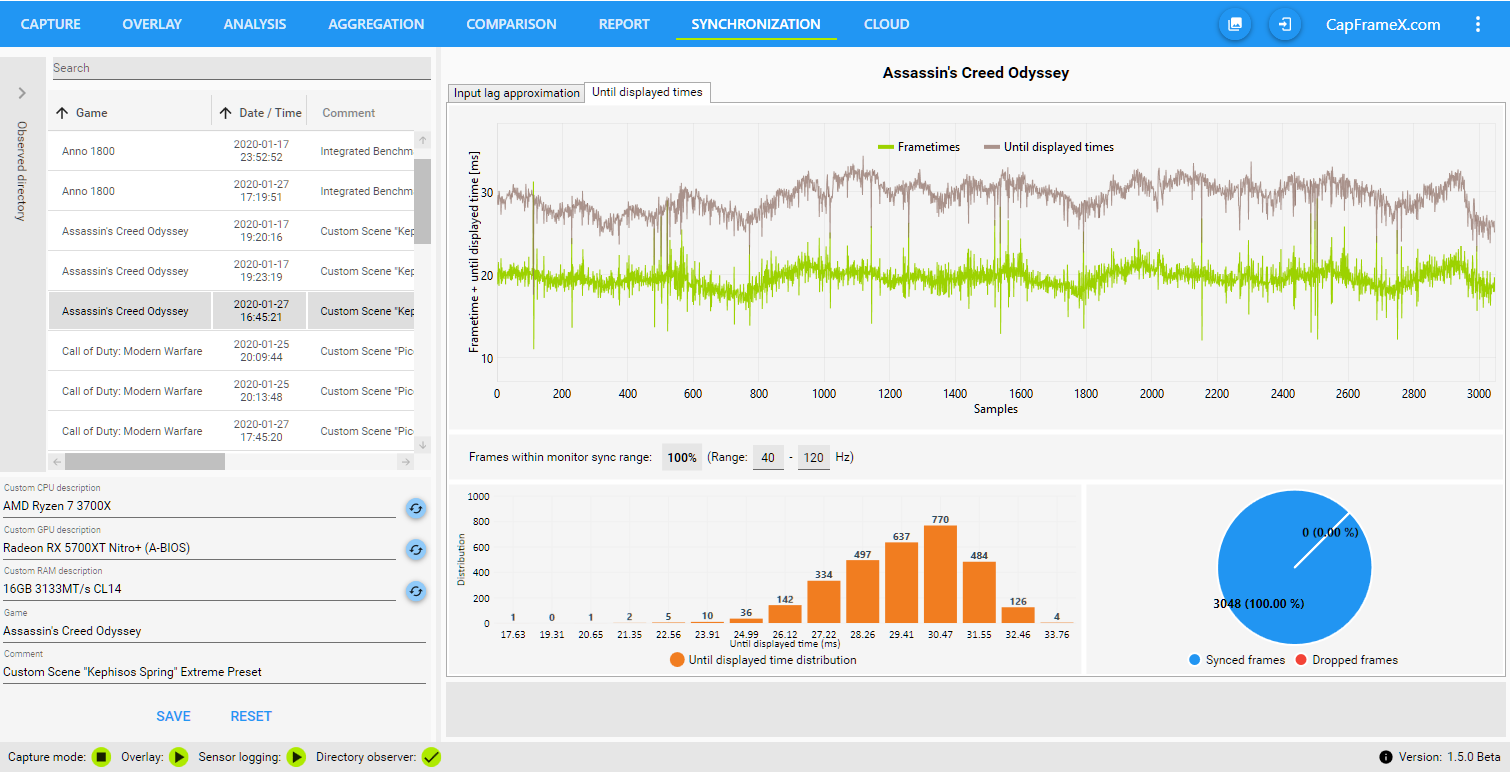 CAPTURE OVERLAY ANALYSIS AGGREGATION COMPARISON REPORT SYNCHRONIZATION CLOUD CapFrameX.com
Search
Observed directory
Game Date / Time Comment
Anno 1800 2020-01-17 23:52:52 Integrated Benchm
Anno 1800 2020-01-27 17:19:51 Integrated Benchm
Assassin's Creed Odyssey 2020-01-17 19:20:16 Custom Scene "Kep
Assassin's Creed Odyssey 2020-01-17 19:23:19 Custom Scene "Kep
Assassin's Creed Odyssey 2020-01-27 16:45:21 Custom Scene "Kep
Call of Duty: Modern Warfare 2020-01-25 20:09:44 Custom Scene "Pic
Call of Duty: Modern Warfare 2020-01-25 20:13:48 Custom Scene "Pic
Call of Duty: Modern Warfare 2020-01-27 17:45:20 Custom Scene "Pic
Custom CPU description
AMD Ryzen 7 3700X
Custom GPU description
Radeon RX 5700XT Nitro+ (A-BIOS)
Custom RAM description
16GB 3133MT/s CL14
Game
Assassin's Creed Odyssey
Comment
Custom Scene "Kephisos Spring" Extreme Preset
SAVE RESET
Assassin's Creed Odyssey
Input lag approximation Until displayed times
Frametimes Until displayed times
Frametime + until displayed time [ms]
30
20
10
0 200 400 600 800 1000 1200 1400 1600 1800 2000 2200 2400 2600 2800 3000
Samples
Frames within monitor sync range: 100% (Range: 40 - 120 Hz)
Distribution
1000
800
600
400
200
0
1 0 1 2 5 10 36 142 334 497 637 770 484 126 4
17.63 19.31 20.65 21.35 22.56 23.91 24.99 26.12 27.22 28.26 29.41 30.47 31.55 32.46 33.76
Until displayed time (ms)
Until displayed time distribution
0 (0.00 %)
3048 (100.00 %)
Synced frames Dropped frames
Capture mode: Overlay: Sensor logging: Directory observer: Version: 1.5.0 Beta